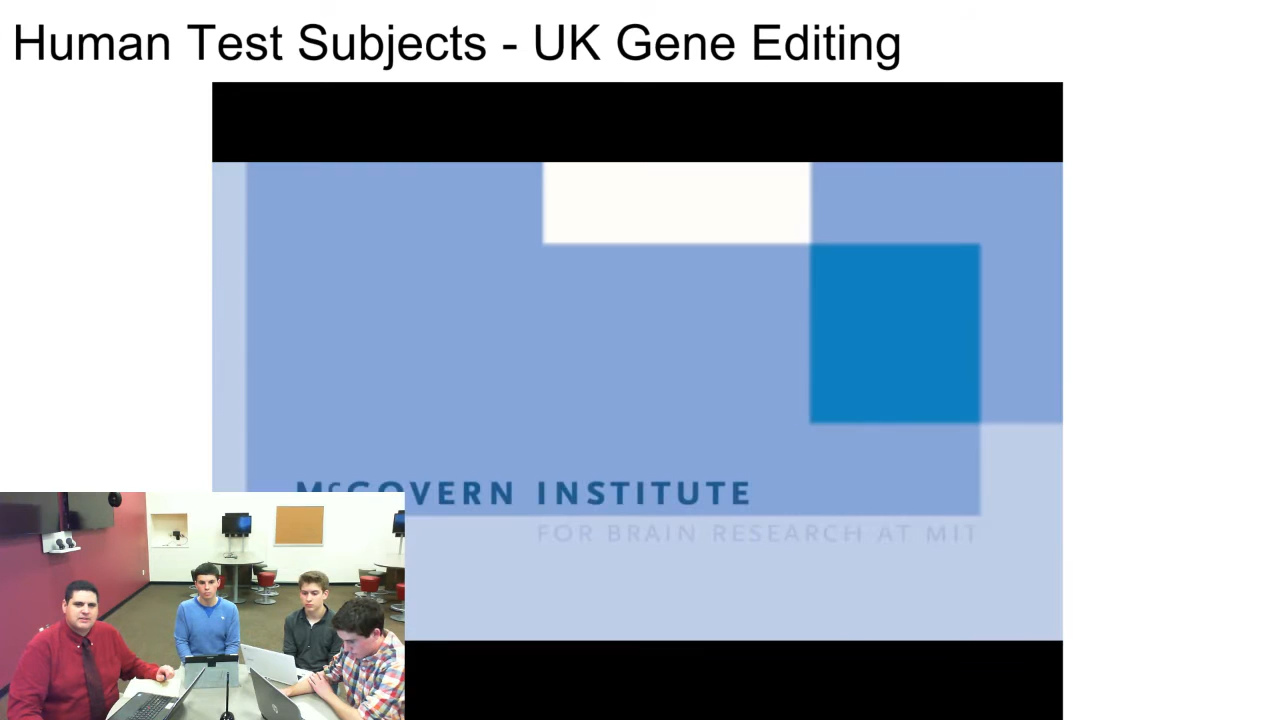 Human Test Subjects - UK Gene Editing
McGOVERN INSTITUTE
FOR BRAIN RESEARCH AT MIT